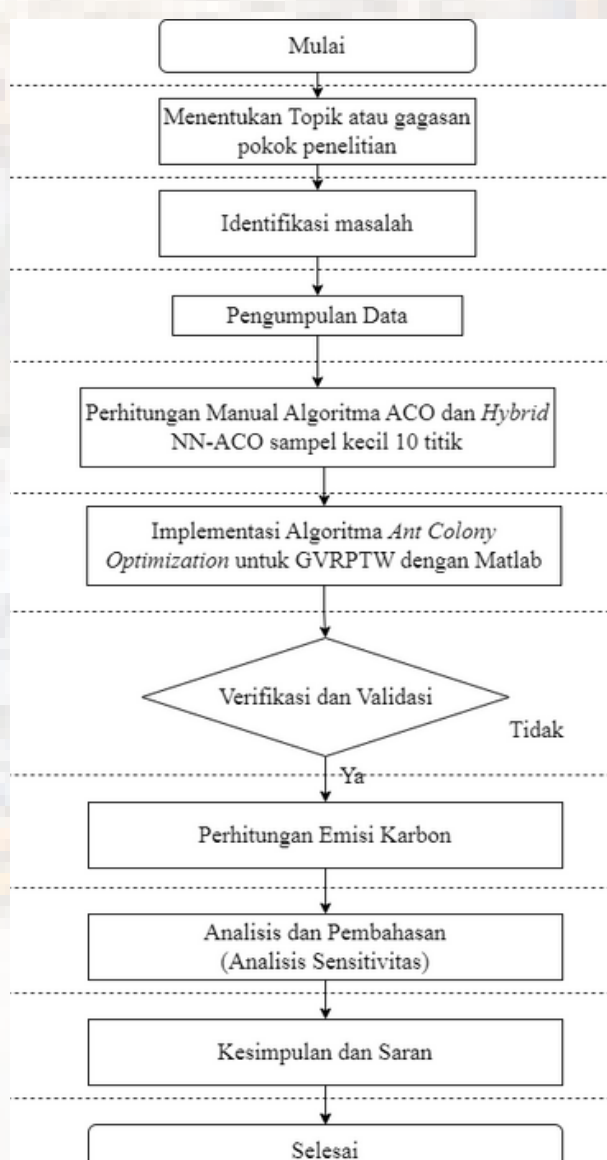 Mulai
Menentukan Topik atau gagasan
pokok penelitian
Identifikasi masalah
Pengumpulan Data
Perhitungan Manual Algoritma ACO dan Hybrid
NN-ACO sampel kecil 10 titik
Implementasi Algoritma Ant Colony
Optimization untuk GVRPTW dengan Matlab
Verifikasi dan Validasi
Tidak
Ya
Perhitungan Emisi Karbon
Analisis dan Pembahasan
(Analisis Sensitivitas)
Kesimpulan dan Saran
Selesai